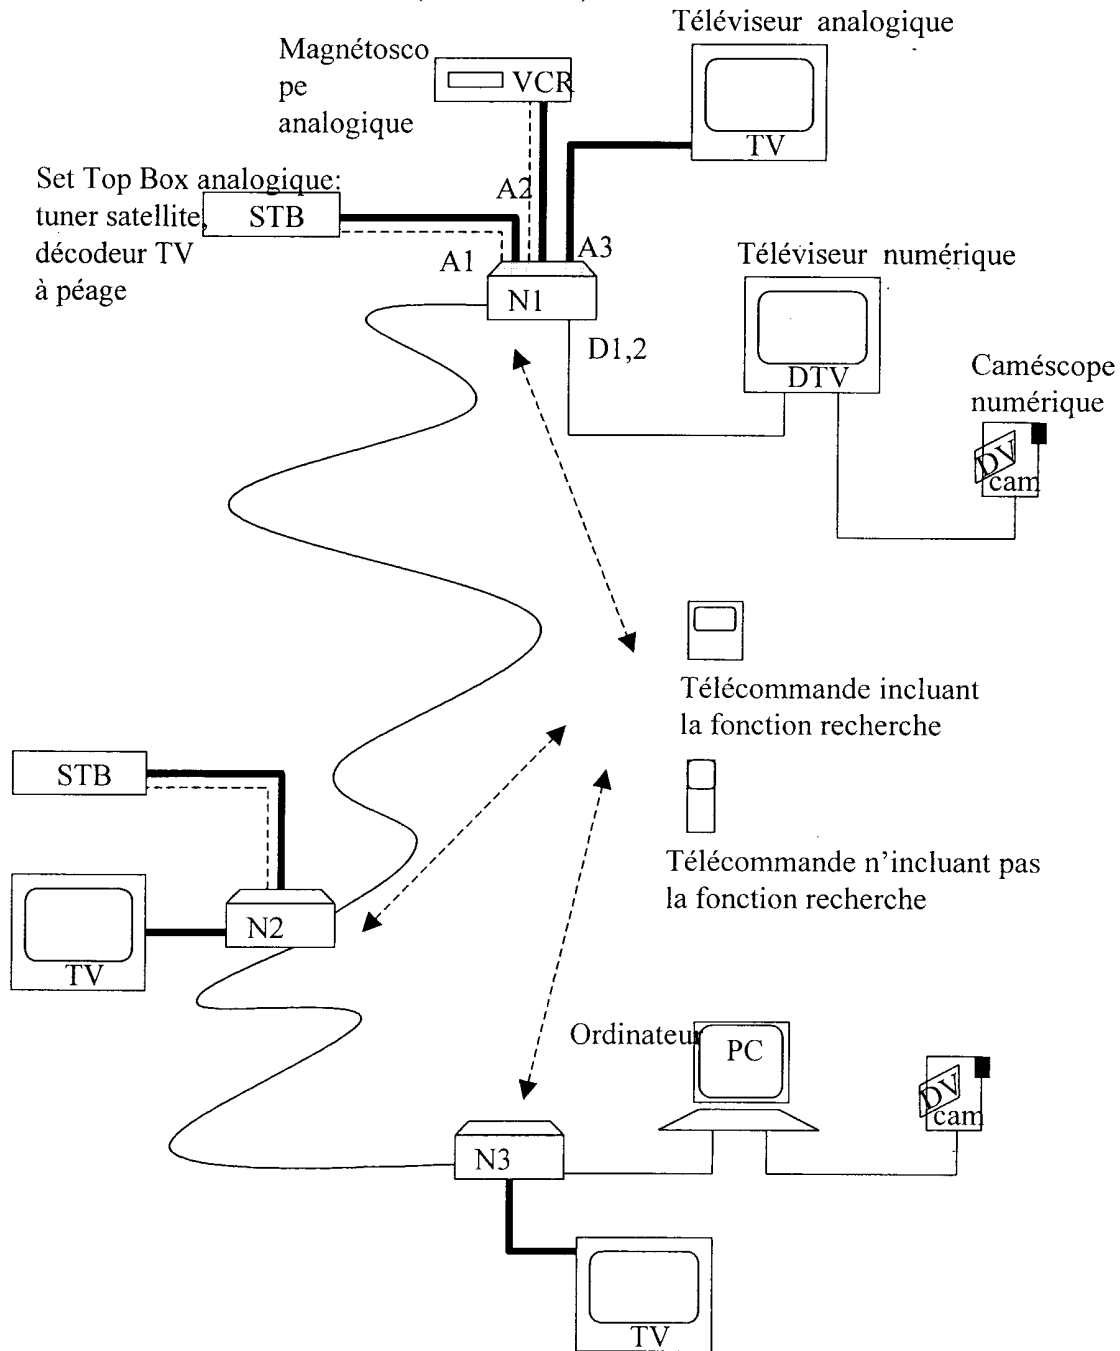 Téléviseur analogique
Magnétosco
pe
analogique
VCR
TV
Set Top Box analogique:
tuner satellite,
décodeur TV
à péage
STB
A2
A1
A3
N1
D1,2
Téléviseur numérique
DTV
Caméscope
numérique
DV
cam
Télécommande incluant
la fonction recherche
STB
Télécommande n'incluant pas
la fonction recherche
N2
TV
Ordinateur
PC
DV
cam
N3
TV